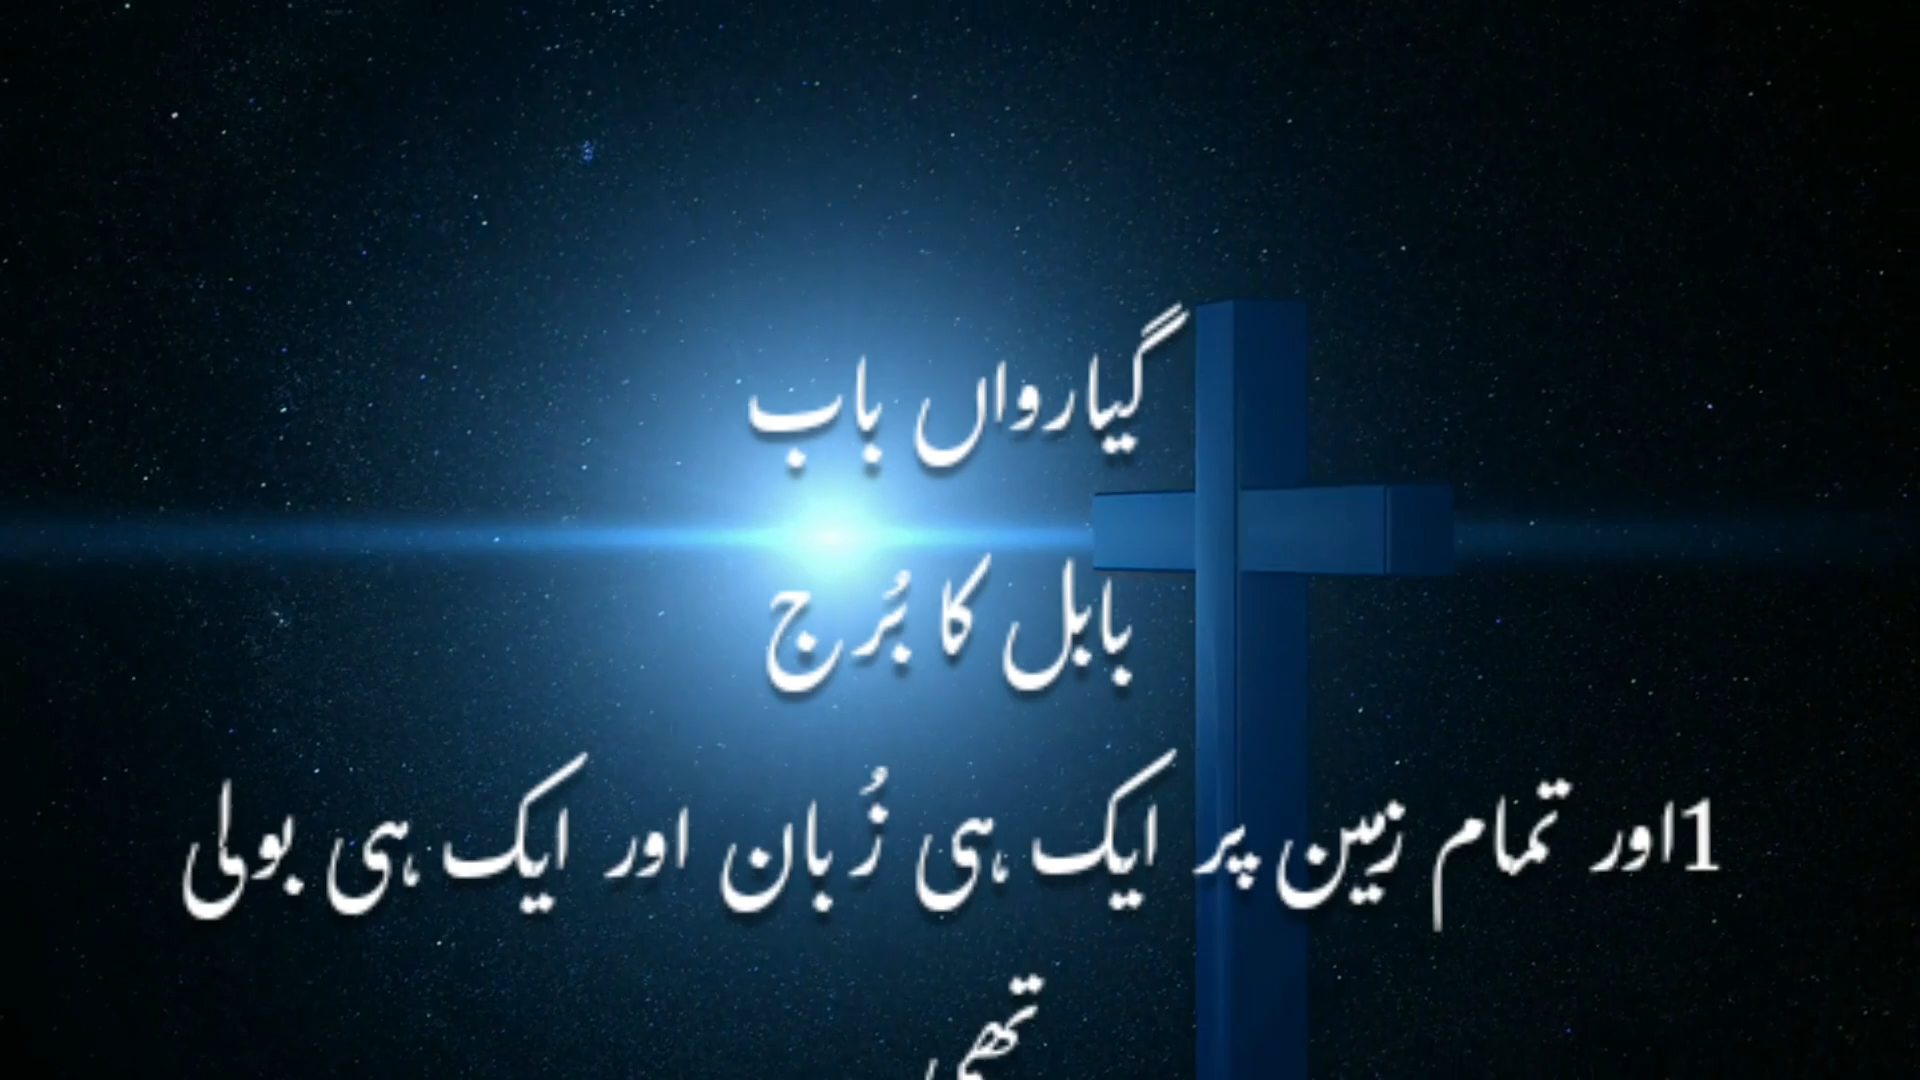 گیارواں باب
بابل کا بُرج
1اور تمام زمین پر ایک ہی زُبان اور ایک ہی بولی
تھی